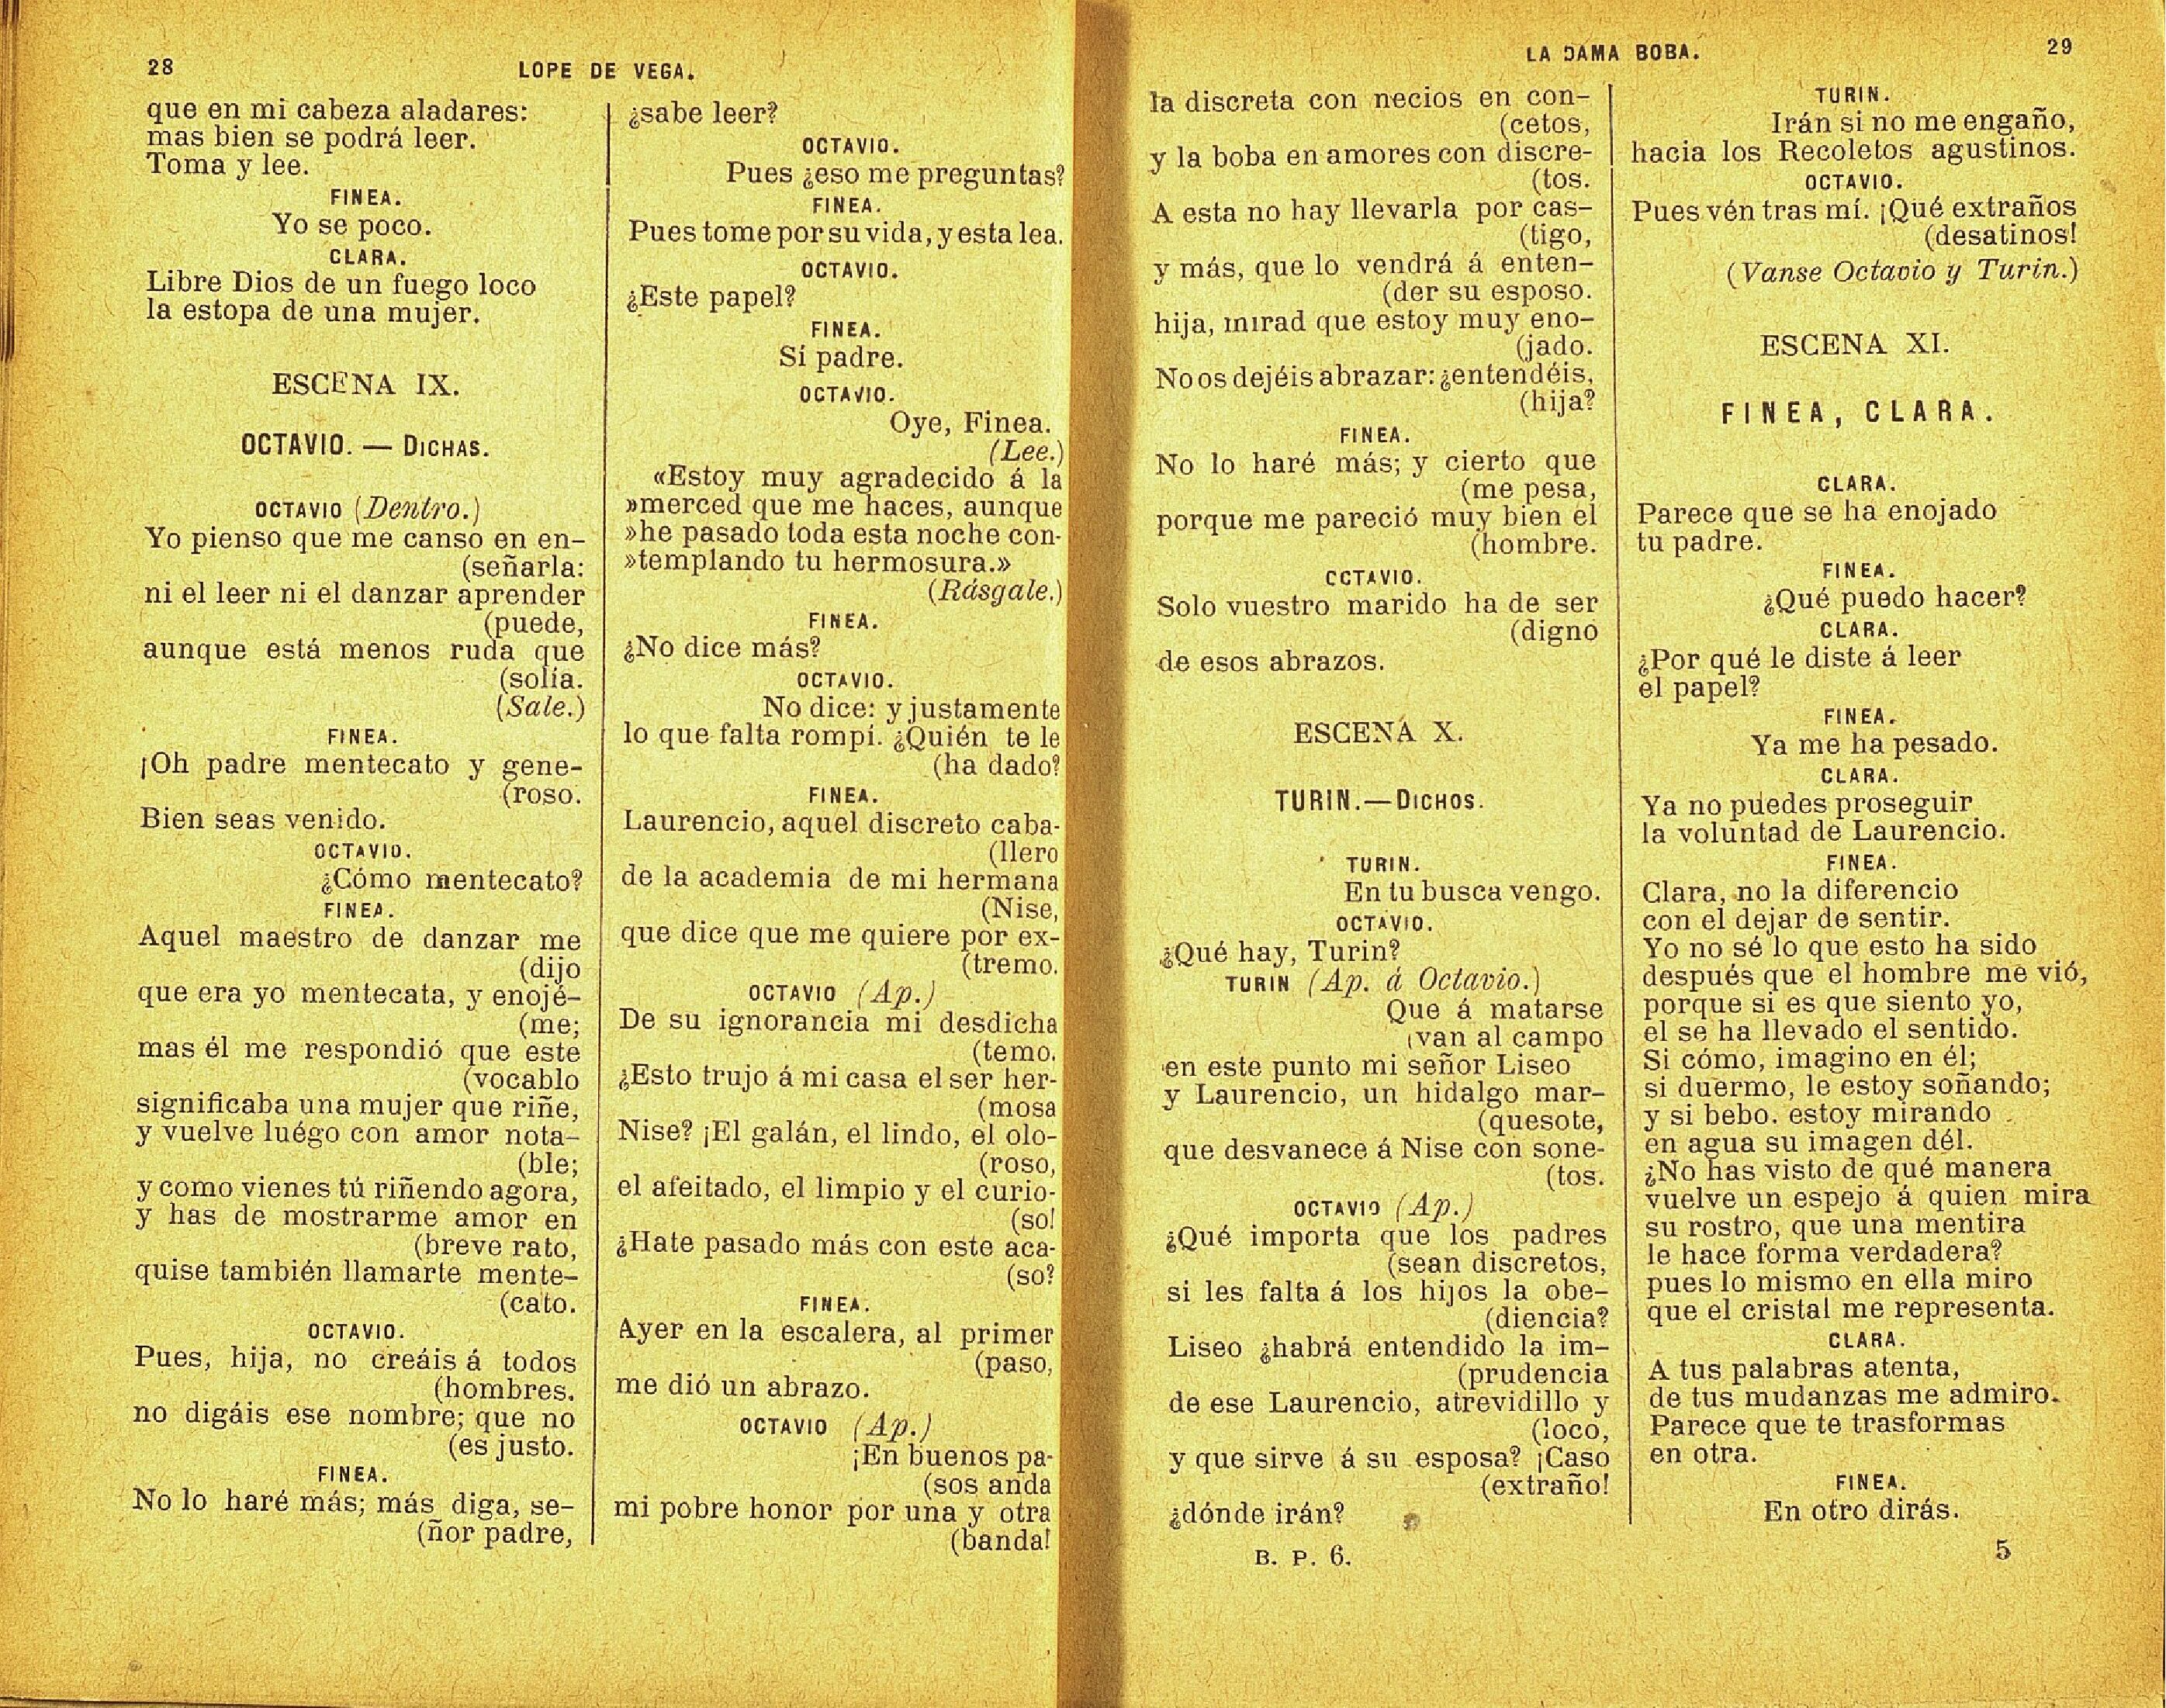 28
LOPE DE VEGA.
que en mi cabeza aladares:
mas bien se podrá leer.
Toma y lee.
FINEA.
Yo se poco.
CLARA.
Libre Dios de un fuego loco
la estopa de una mujer.
ESCENA IX.
OCTAVIO. — DICHAS.
OCTAVIO (Dentro.)
Yo pienso que me canso en en-
(señarla:
ni el leer ni el danzar aprender
(puede,
aunque está menos ruda que
(solía.
(Sale.)
FINEA.
¡Oh padre mentecato y gene-
(roso.
Bien seas venido.
OCTAVIO.
¿Cómo mentecato?
FINEA.
Aquel maestro de danzar me
(dijo
que era yo mentecata, y enojé-
(me;
mas él me respondió que este
(vocablo
significaba una mujer que riñe,
y vuelve luégo con amor nota-
(ble;
y como vienes tú riñendo agora,
y has de mostrarme amor en
(breve rato,
quise también llamarte mente-
(cato.
OCTAVIO.
Pues, hija, no creáis á todos
(hombres.
no digáis ese nombre; que no
(es justo.
FINEA.
No lo haré más; más diga, se-
(ñor padre,
¿sabe leer?
OCTAVIO.
Pues ¿eso me preguntas?
FINEA.
Pues tome por su vida, y esta lea.
OCTAVIO.
¿Este papel?
FINEA.
Sí padre.
OCTAVIO.
Oye, Finea.
(Lee.)
«Estoy muy agradecido á la
»merced que me haces, aunque
»he pasado toda esta noche con-
»templando tu hermosura.»
(Rásgale.)
FINEA.
¿No dice más?
OCTAVIO.
No dice: y justamente
lo que falta rompí. ¿Quién te le
(ha dado?
FINEA.
Laurencio, aquel discreto caba-
(llero
de la academia de mi hermana
(Nise,
que dice que me quiere por ex-
(tremo.
OCTAVIO (Ap.)
De su ignorancia mi desdicha
(temo.
¿Esto trujo á mi casa el ser her-
(mosa
Nise? ¡El galán, el lindo, el olo-
(roso,
el afeitado, el limpio y el curio-
(so!
¿Hate pasado más con este aca-
(so?
FINEA.
Ayer en la escalera, al primer
(paso,
me dió un abrazo.
OCTAVIO (Ap.)
¡En buenos pa-
(sos anda
mi pobre honor por una y otra
(banda!
LA DAMA BOBA.
29
la discreta con necios en con-
(cetos,
y la boba en amores con discre-
(tos.
A esta no hay llevarla por cas-
(tigo,
y más, que lo vendrá á enten-
(der su esposo.
hija, mirad que estoy muy eno-
(jado.
No os dejéis abrazar: ¿entendéis,
(hija?
FINEA.
No lo haré más; y cierto que
(me pesa,
porque me pareció muy bien el
(hombre.
OCTAVIO.
Solo vuestro marido ha de ser
(digno
de esos abrazos.
ESCENA X.
TURIN.—DICHOS.
TURIN.
En tu busca vengo.
OCTAVIO.
¿Qué hay, Turin?
TURIN (Ap. á Octavio.)
Que á matarse
(van al campo
en este punto mi señor Liseo
y Laurencio, un hidalgo mar-
(quesote,
que desvanece á Nise con sone-
(tos.
OCTAVIO (Ap.)
¿Qué importa que los padres
(sean discretos,
si les falta á los hijos la obe-
(diencia?
Liseo ¿habrá entendido la im-
(prudencia
de ese Laurencio, atrevidillo y
(loco,
y que sirve á su esposa? ¡Caso
(extraño!
¿dónde irán?
B. P. 6.
TURIN.
Irán si no me engaño,
hacia los Recoletos agustinos.
OCTAVIO.
Pues vén tras mí. ¡Qué extraños
(desatinos!
(Vanse Octavio y Turin.)
ESCENA XI.
FINEA, CLARA.
CLARA.
Parece que se ha enojado
tu padre.
FINEA.
¿Qué puedo hacer?
CLARA.
¿Por qué le diste á leer
el papel?
FINEA.
Ya me ha pesado.
CLARA.
Ya no puedes proseguir
la voluntad de Laurencio.
FINEA.
Clara, no la diferencio
con el dejar de sentir.
Yo no sé lo que esto ha sido
después que el hombre me vió,
porque si es que siento yo,
el se ha llevado el sentido.
Si cómo, imagino en él;
si duermo, le estoy soñando;
y si bebo. estoy mirando
en agua su imagen dél.
¿No has visto de qué manera
vuelve un espejo á quien mira
su rostro, que una mentira
le hace forma verdadera?
pues lo mismo en ella miro
que el cristal me representa.
CLARA.
A tus palabras atenta,
de tus mudanzas me admiro.
Parece que te trasformas
en otra.
FINEA.
En otro dirás.
5